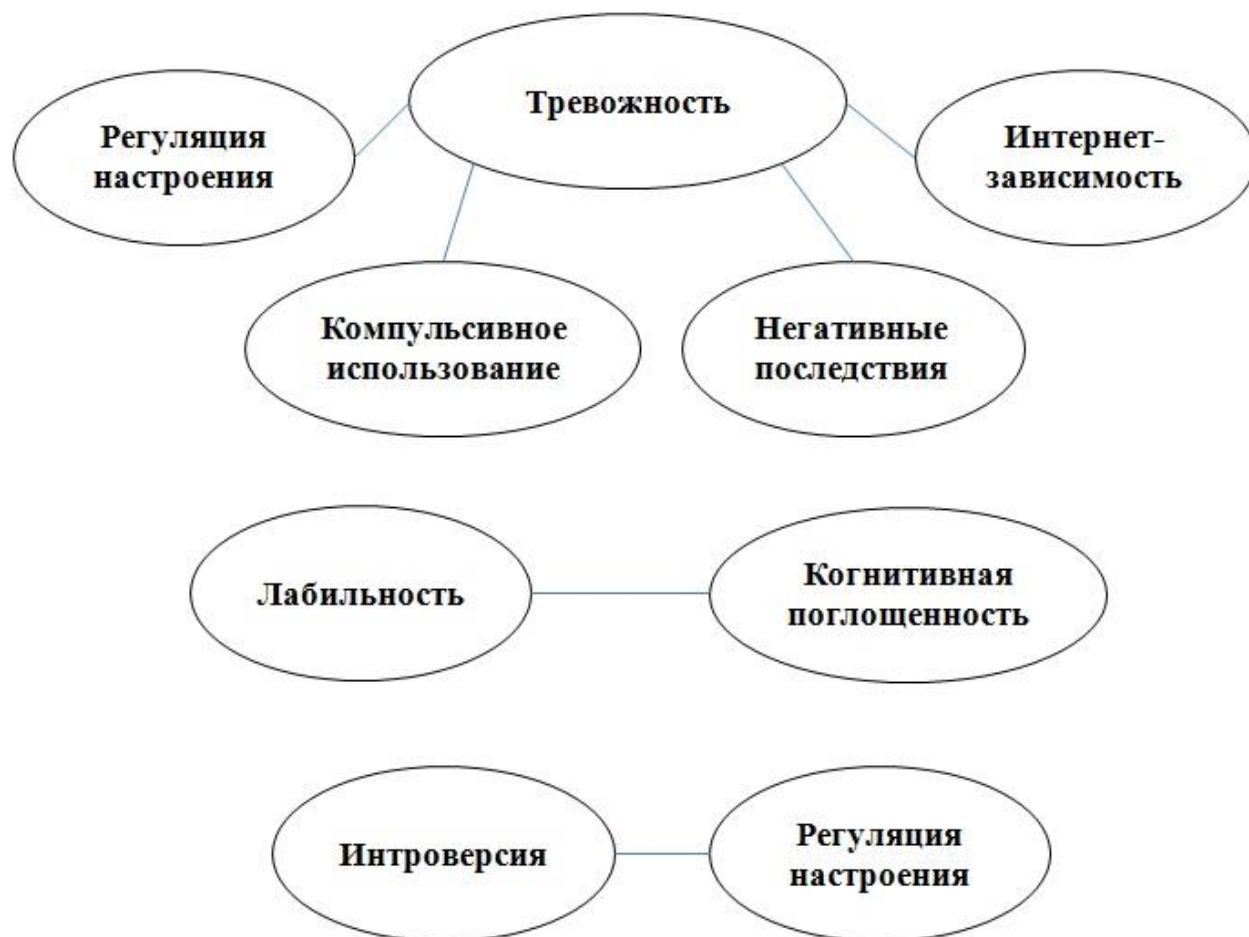 Тревожность
Регуляция
настроения
Интернет-
зависимость
Компульсивное
использование
Негативные
последствия
Лабильность
Когнитивная
поглощенность
Интроверсия
Регуляция
настроения